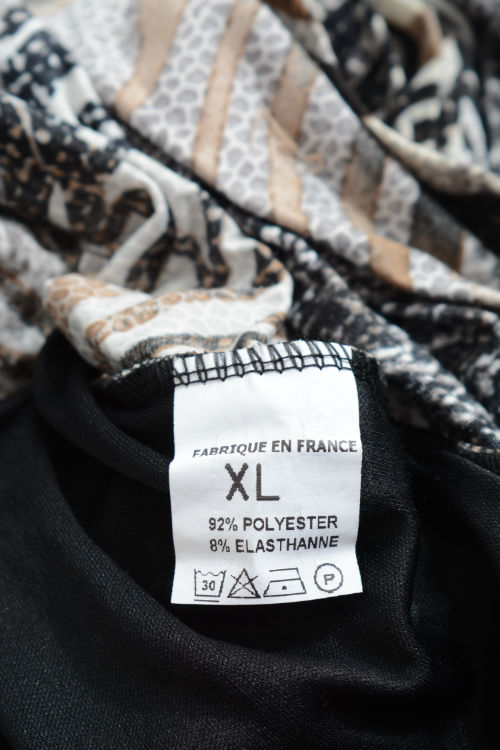 FABRIQUE EN FRANCE
XL
92% POLYESTER
8% ELASTHANNE
30 P